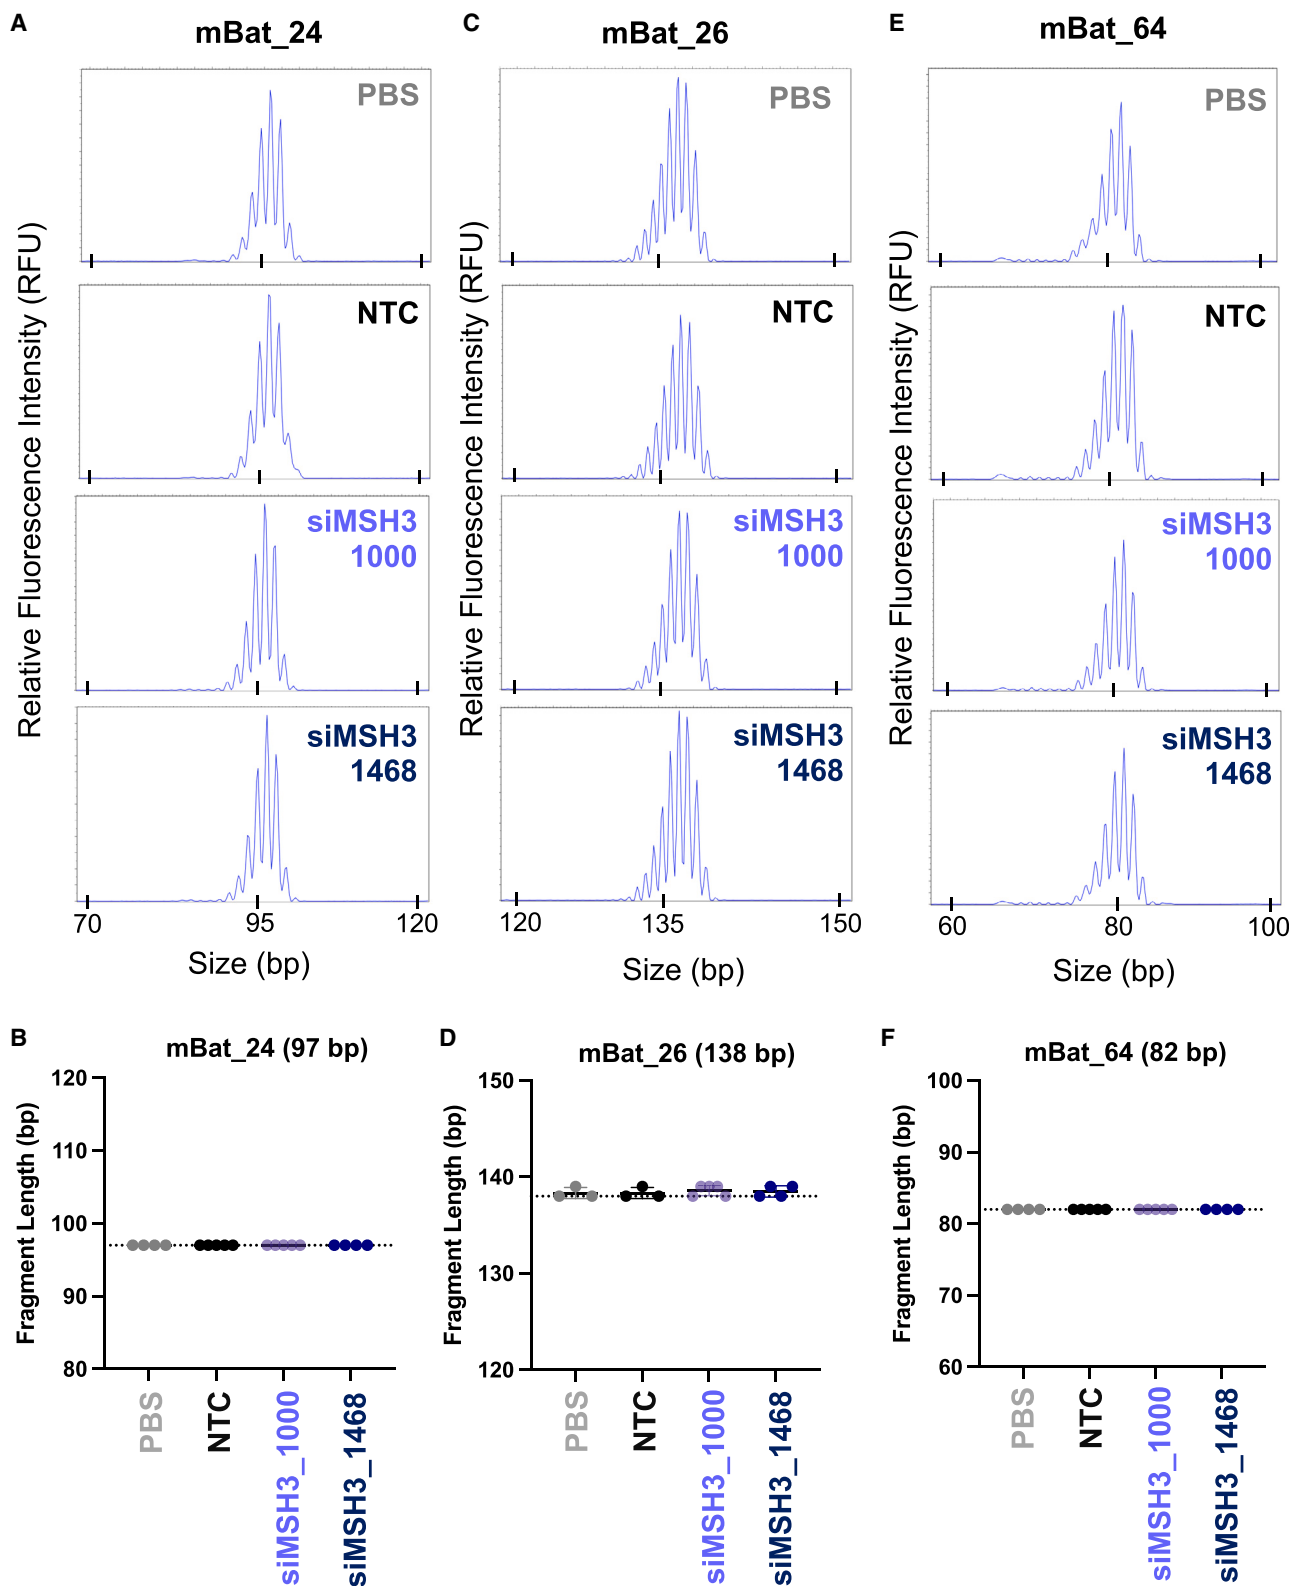 A
mBat_24
Relative Fluorescence Intensity (RFU)
PBS
NTC
siMSH3
1000
siMSH3
1468
70
95
120
Size (bp)
C
mBat_26
Relative Fluorescence Intensity (RFU)
PBS
NTC
siMSH3
1000
siMSH3
1468
120
135
150
Size (bp)
E
mBat_64
Relative Fluorescence Intensity (RFU)
PBS
NTC
siMSH3
1000
siMSH3
1468
60
80
100
Size (bp)
B
mBat_24 (97 bp)
Fragment Length (bp)
120
110
100
90
80
PBS
NTC
siMSH3_1000
siMSH3_1468
D
mBat_26 (138 bp)
Fragment Length (bp)
150
140
130
120
PBS
NTC
siMSH3_1000
siMSH3_1468
F
mBat_64 (82 bp)
Fragment Length (bp)
100
90
80
70
60
PBS
NTC
siMSH3_1000
siMSH3_1468